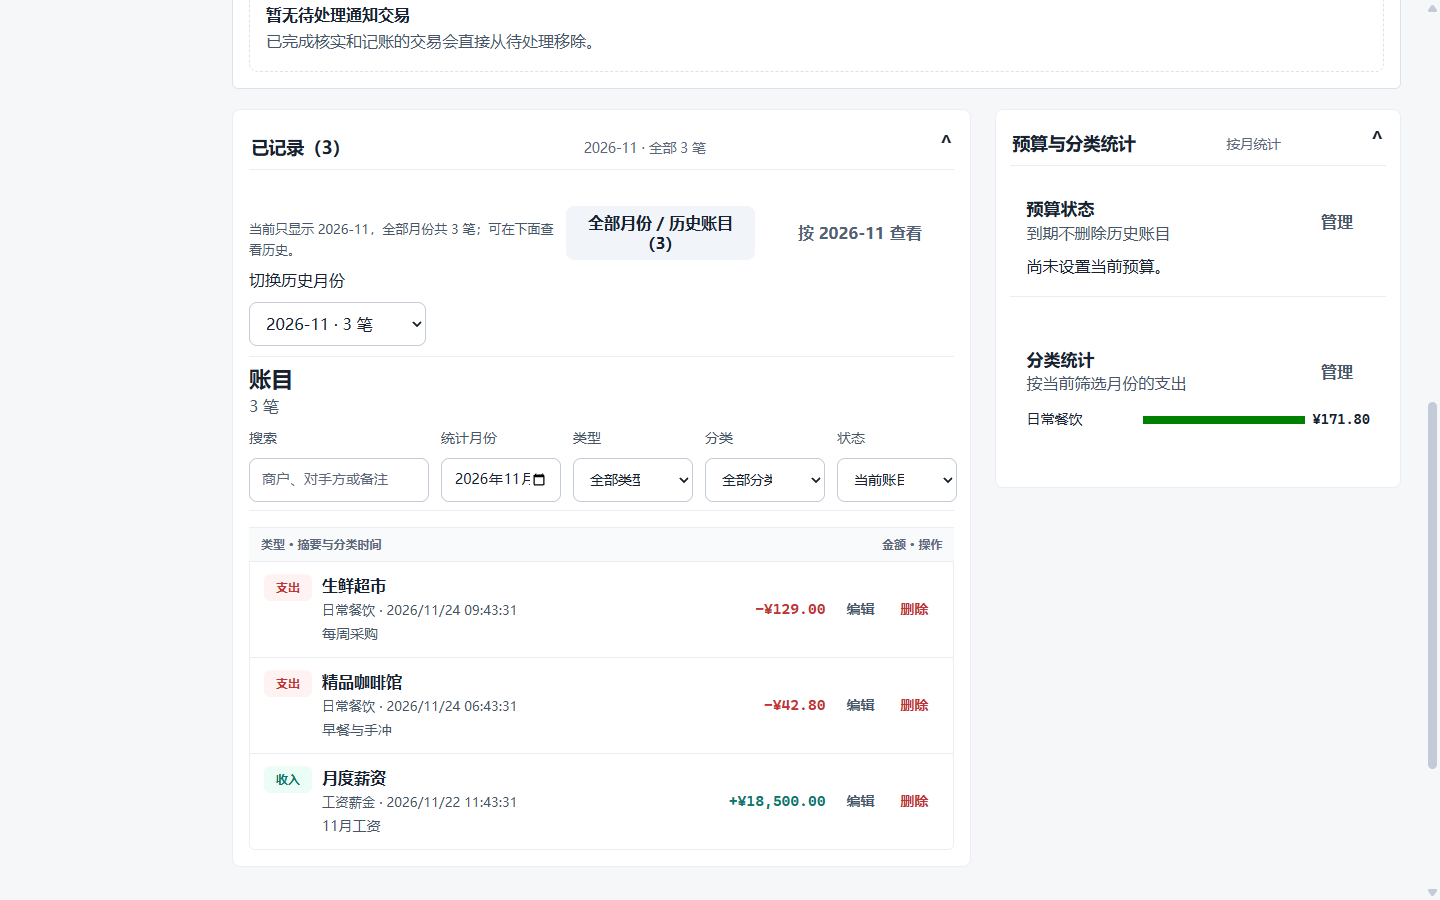 暂无待处理通知交易
已完成核实和记账的交易会直接从待处理移除。
已记录（3）
2026-11 · 全部 3 笔
^
当前只显示 2026-11，全部月份共 3 笔；可在下面查
看历史。
全部月份 / 历史账目
（3）
按 2026-11 查看
切换历史月份
2026-11 · 3 笔
账目
3 笔
搜索
统计月份
类型
分类
状态
商户、对手方或备注
2026年11月
全部类型
全部分类
当前账目
类型 • 摘要与分类时间
金额 • 操作
支出
生鲜超市
日常餐饮 · 2026/11/24 09:43:31
每周采购
−¥129.00
编辑
删除
支出
精品咖啡馆
日常餐饮 · 2026/11/24 06:43:31
早餐与手冲
−¥42.80
编辑
删除
收入
月度薪资
工资薪金 · 2026/11/22 11:43:31
11月工资
+¥18,500.00
编辑
删除
预算与分类统计
按月统计
^
预算状态
到期不删除历史账目
管理
尚未设置当前预算。
分类统计
按当前筛选月份的支出
管理
日常餐饮
¥171.80